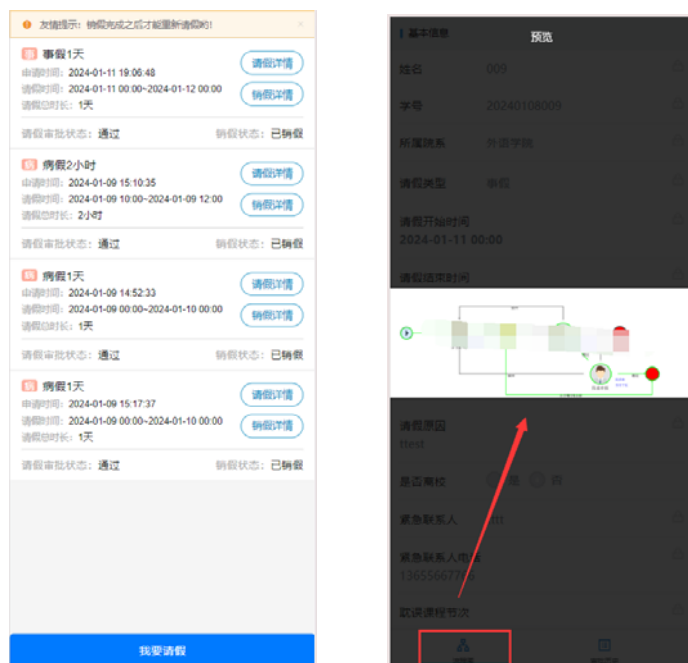 友情提示：销假完成之后才能重新请假哟！
事 事假1天
申请时间：2024-01-11 19:06:48
请假时间：2024-01-11 00:00~2024-01-12 00:00
请假总时长：1天
请假详情
销假详情
请假审批状态：通过 销假状态：已销假
病 病假2小时
申请时间：2024-01-09 15:10:35
请假时间：2024-01-09 10:00~2024-01-09 12:00
请假总时长：2小时
请假详情
销假详情
请假审批状态：通过 销假状态：已销假
病 病假1天
申请时间：2024-01-09 14:52:33
请假时间：2024-01-09 00:00~2024-01-10 00:00
请假总时长：1天
请假详情
销假详情
请假审批状态：通过 销假状态：已销假
病 病假1天
申请时间：2024-01-09 15:17:37
请假时间：2024-01-09 00:00~2024-01-10 00:00
请假总时长：1天
请假详情
销假详情
请假审批状态：通过 销假状态：已销假
我要请假
预览
基本信息
姓名 009
学号 20240108009
所属院系 外语学院
请假类型 事假
请假开始时间
2024-01-11 00:00
请假结束时间
请假原因
ttest
是否离校 是 否
紧急联系人
紧急联系人电话
耽误课程节次